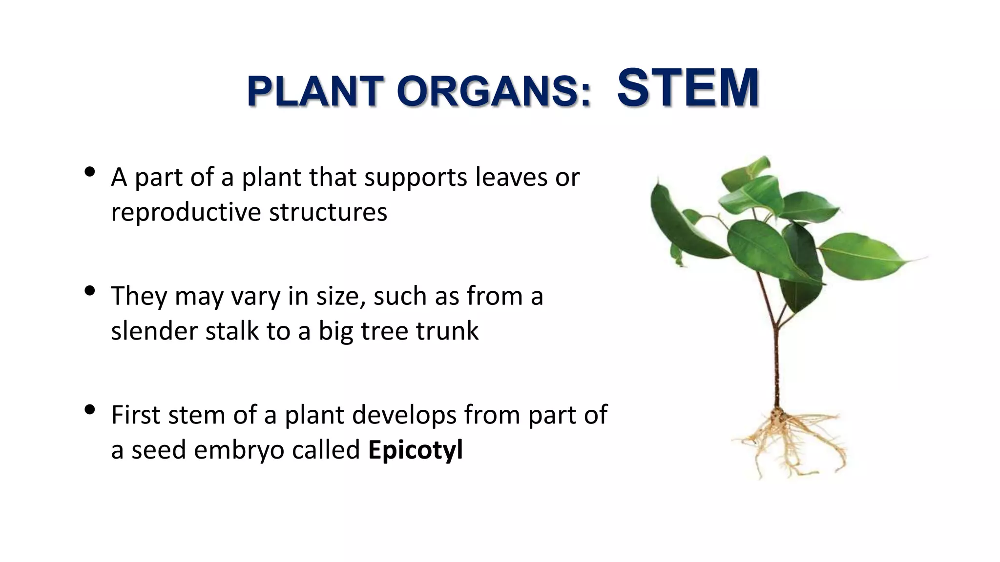 PLANT ORGANS: STEM
• A part of a plant that supports leaves or
reproductive structures
• They may vary in size, such as from a
slender stalk to a big tree trunk
• First stem of a plant develops from part of
a seed embryo called Epicotyl